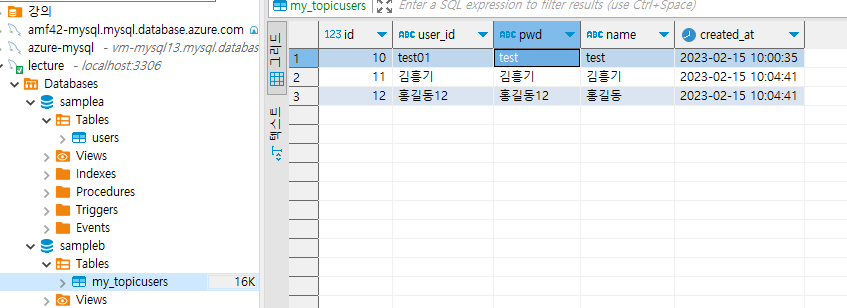 강의
amf42-mysql.mysql.database.azure.com
azure-mysql - vm-mysql13.mysql.databas
lecture - localhost:3306
Databases
samplea
Tables
users
Views
Indexes
Procedures
Triggers
Events
sampleb
Tables
my_topicusers 16K
Views
my_topicusers Enter a SQL expression to filter results (use Ctrl+Space)
그리드
텍스트
123 id ABC user_id ABC pwd ABC name created_at
1 10 test01 test test 2023-02-15 10:00:35
2 11 김흥기 김흥기 김흥기 2023-02-15 10:04:41
3 12 홍길동12 홍길동12 홍길동 2023-02-15 10:04:41